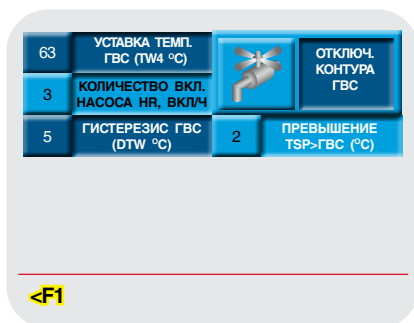 63
УСТАВКА ТЕМП.
ГВС (TW4 °C)
ОТКЛЮЧ.
КОНТУРА
ГВС
3
КОЛИЧЕСТВО ВКЛ.
НАСОСА HR, ВКЛ/Ч
5
ГИСТЕРЕЗИС ГВС
(DTW °C)
2
ПРЕВЫШЕНИЕ
TSP>ГВС (°C)
<F1